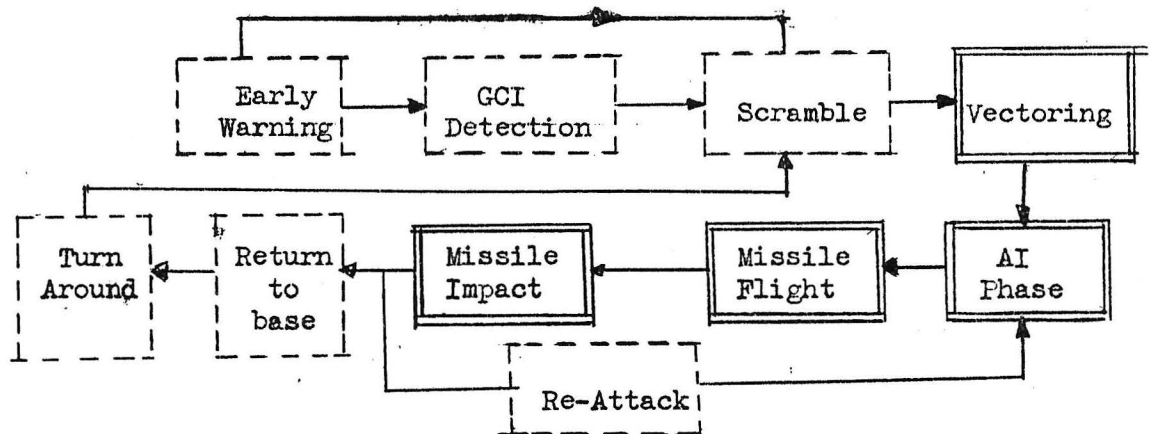 Early
Warning
GCI
Detection
Scramble
Vectoring
Turn
Around
Return
to
base
Missile
Impact
Missile
Flight
AI
Phase
Re-Attack